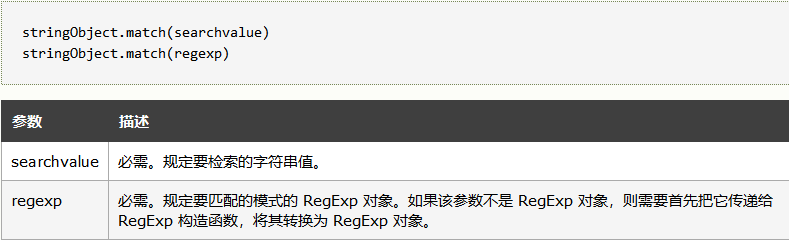 stringObject.match(searchvalue)
stringObject.match(regexp)
参数 描述
searchvalue 必需。规定要检索的字符串值。
regexp 必需。规定要匹配的模式的 RegExp 对象。如果该参数不是 RegExp 对象，则需要首先把它传递给
RegExp 构造函数，将其转换为 RegExp 对象。